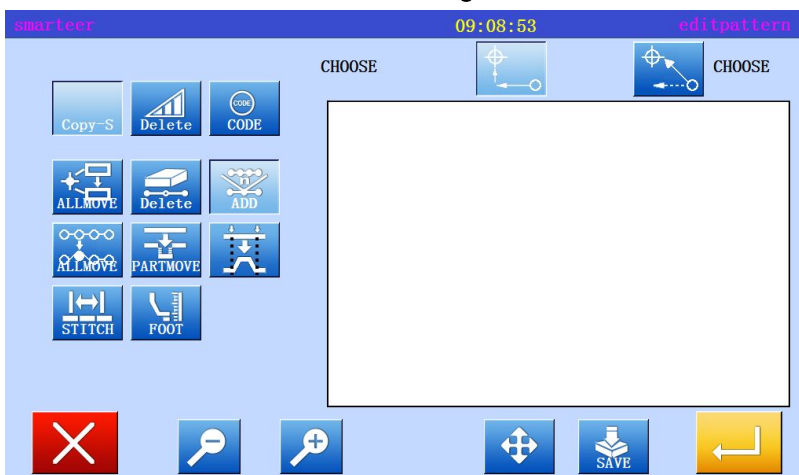 smarteer 09:08:53 editpattern
CHOOSE CHOOSE
Copy-S Delete CODE CODE
ALLMOVE Delete n ADD
ALLMOVE PARTMOVE
STITCH FOOT
SAVE